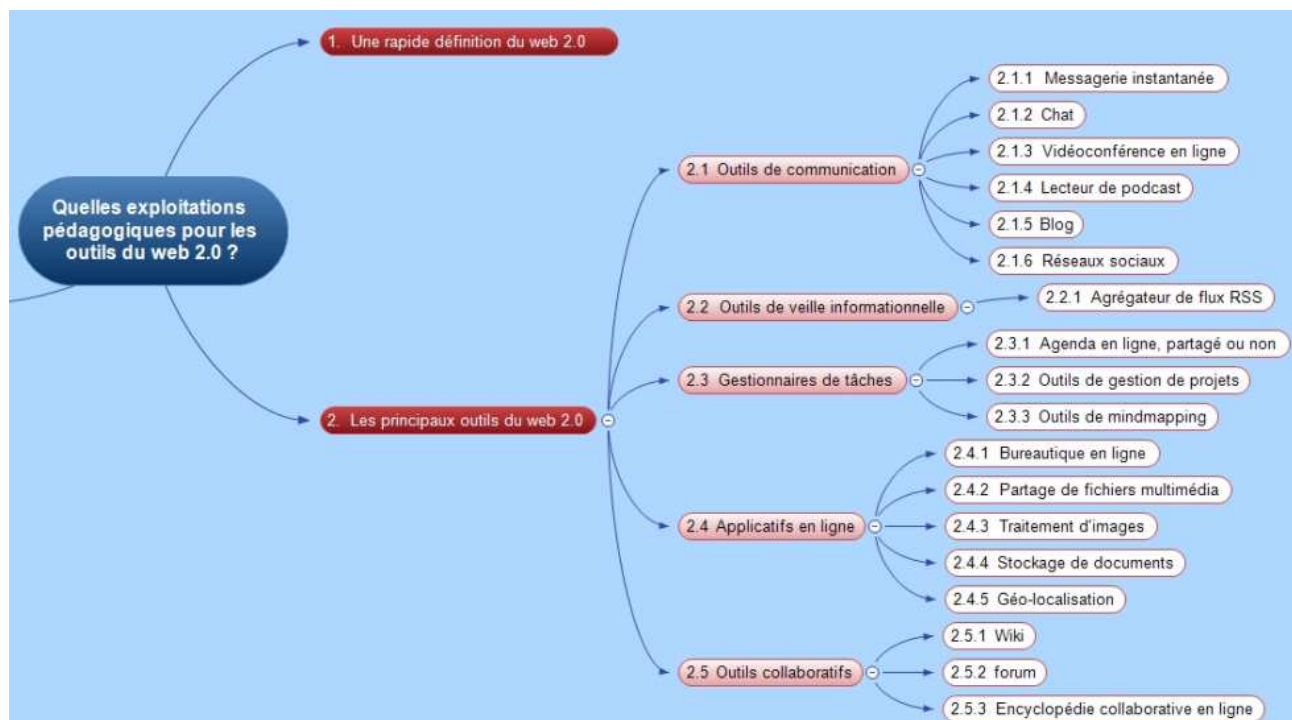 Quelles exploitations
pédagogiques pour les
outils du web 2.0 ?
1. Une rapide définition du web 2.0
2. Les principaux outils du web 2.0
2.1 Outils de communication
2.1.1 Messagerie instantanée
2.1.2 Chat
2.1.3 Vidéoconférence en ligne
2.1.4 Lecteur de podcast
2.1.5 Blog
2.1.6 Réseaux sociaux
2.2 Outils de veille informationnelle
2.2.1 Agrégateur de flux RSS
2.3 Gestionnaires de tâches
2.3.1 Agenda en ligne, partagé ou non
2.3.2 Outils de gestion de projets
2.3.3 Outils de mindmapping
2.4 Applicatifs en ligne
2.4.1 Bureautique en ligne
2.4.2 Partage de fichiers multimédia
2.4.3 Traitement d'images
2.4.4 Stockage de documents
2.4.5 Géo-localisation
2.5 Outils collaboratifs
2.5.1 Wiki
2.5.2 forum
2.5.3 Encyclopédie collaborative en ligne